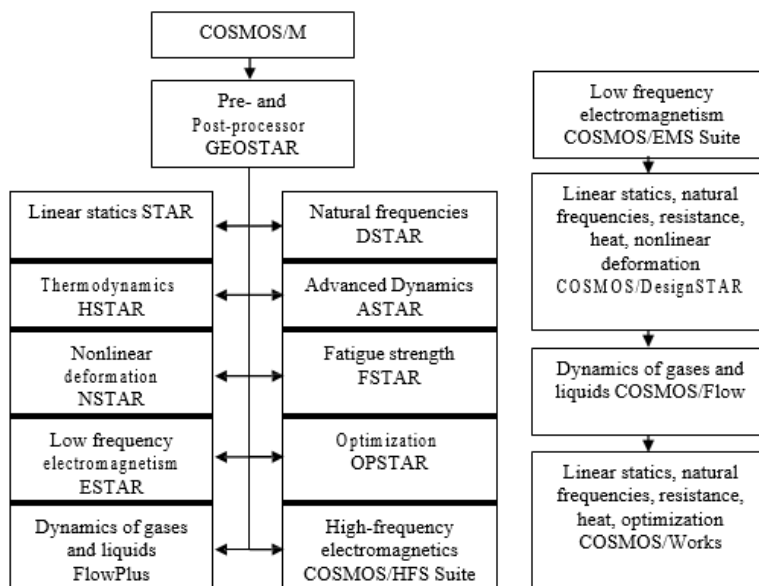 COSMOS/M
Pre- and
Post-processor
GEOSTAR
Linear statics STAR
Natural frequencies
DSTAR
Thermodynamics
HSTAR
Advanced Dynamics
ASTAR
Nonlinear
deformation
NSTAR
Fatigue strength
FSTAR
Low frequency
electromagnetism
ESTAR
Optimization
OPSTAR
Dynamics of gases
and liquids
FlowPlus
High-frequency
electromagnetics
COSMOS/HFS Suite
Low frequency
electromagnetism
COSMOS/EMS Suite
Linear statics, natural
frequencies, resistance,
heat, nonlinear
deformation
COSMOS/DesignSTAR
Dynamics of gases and
liquids COSMOS/Flow
Linear statics, natural
frequencies, resistance,
heat, optimization
COSMOS/Works